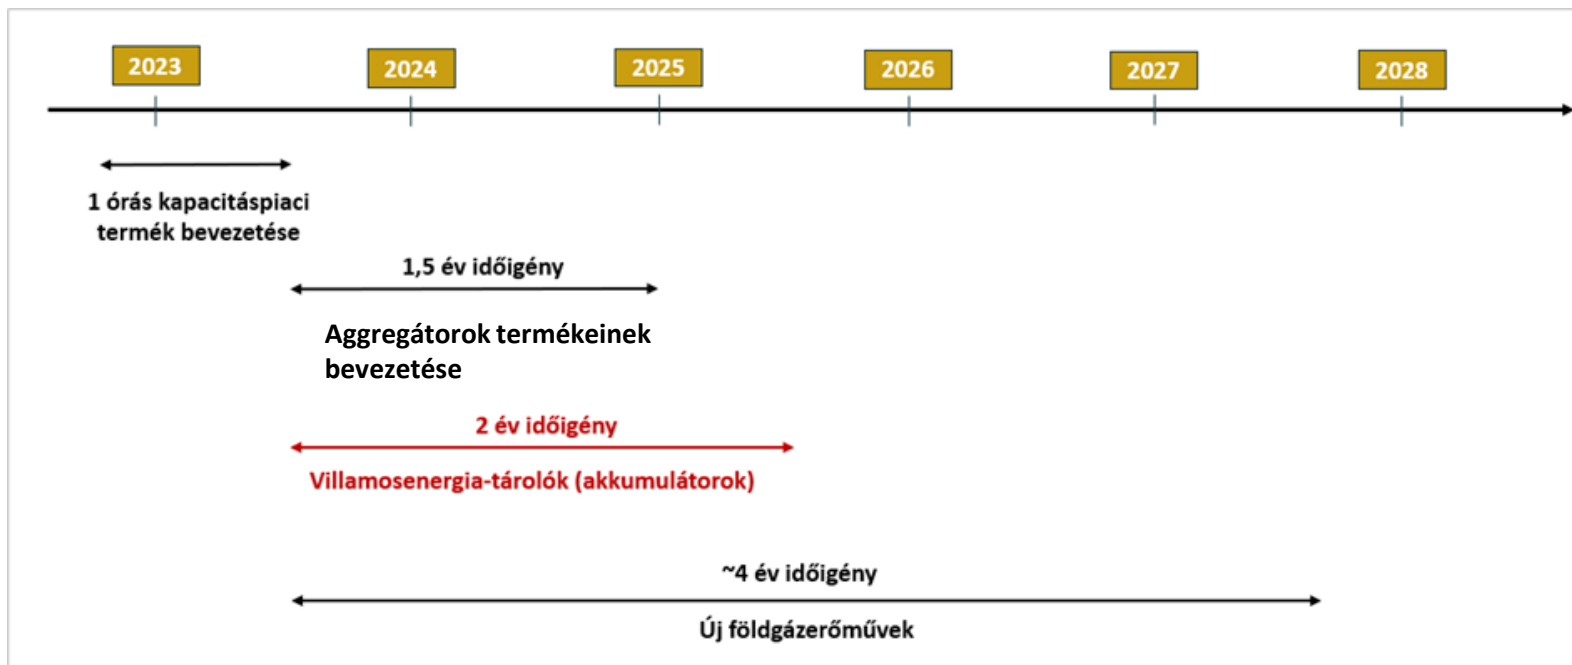 2023
2024
2025
2026
2027
2028
1 órás kapacitáspiaci
termék bevezetése
1,5 év időigény
Aggregátorok termékeinek
bevezetése
2 év időigény
Villamosenergia-tárolók (akkumulátorok)
~4 év időigény
Új földgázerőművek